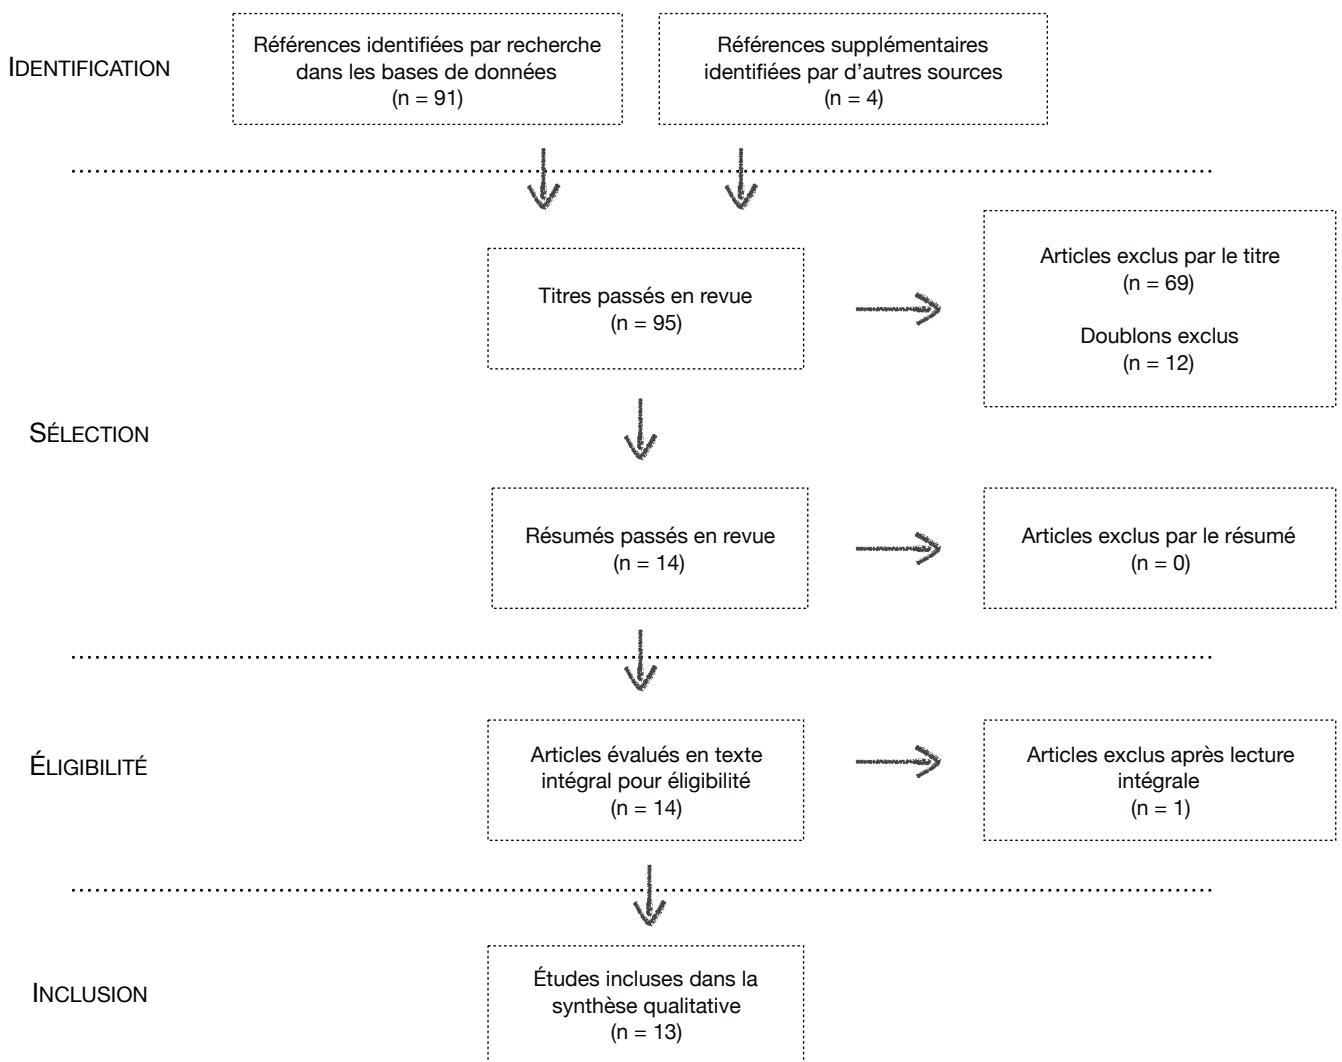 IDENTIFICATION
Références identifiées par recherche
dans les bases de données
(n = 91)
Références supplémentaires
identifiées par d’autres sources
(n = 4)
SÉLECTION
Titres passés en revue
(n = 95)
Articles exclus par le titre
(n = 69)
Doublons exclus
(n = 12)
Résumés passés en revue
(n = 14)
Articles exclus par le résumé
(n = 0)
ÉLIGIBILITÉ
Articles évalués en texte
intégral pour éligibilité
(n = 14)
Articles exclus après lecture
intégrale
(n = 1)
INCLUSION
Études incluses dans la
synthèse qualitative
(n = 13)